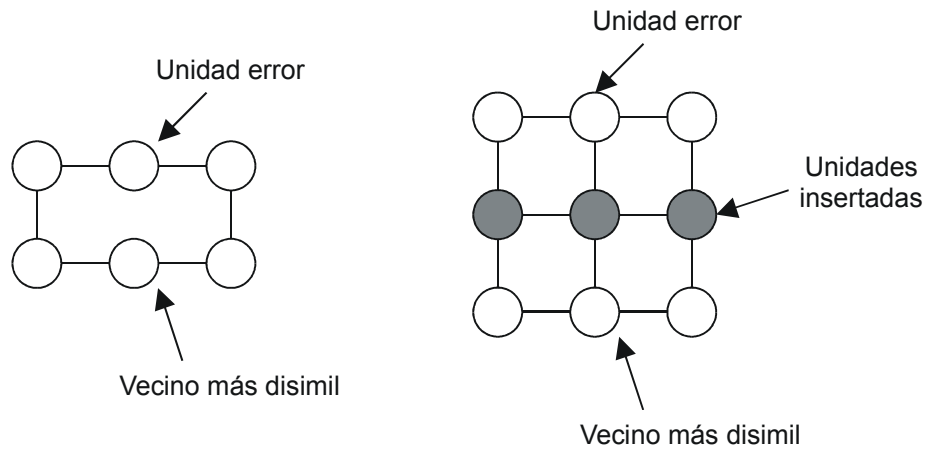 Unidad error
Vecino más disimil
Unidad error
Unidades
insertadas
Vecino más disimil